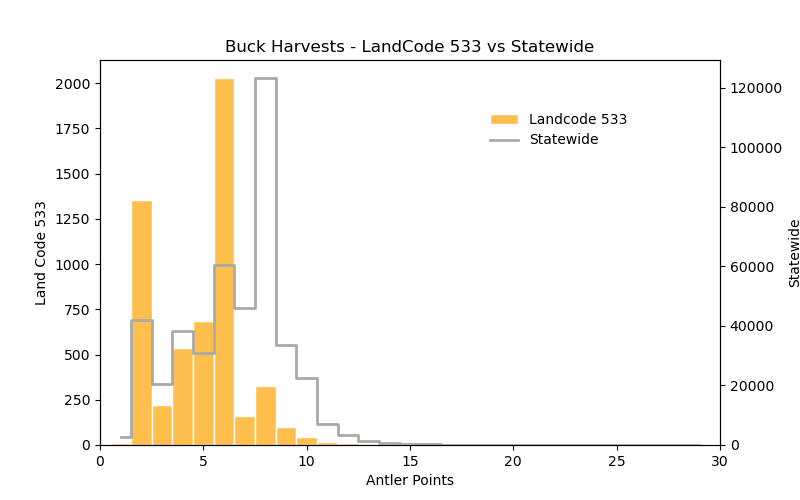 Buck Harvests - LandCode 533 vs Statewide
2000
1750
1500
1250
1000
750
500
250
0
Land Code 533
120000
100000
80000
60000
40000
20000
0
Statewide
Landcode 533
Statewide
0 5 10 15 20 25 30
Antler Points